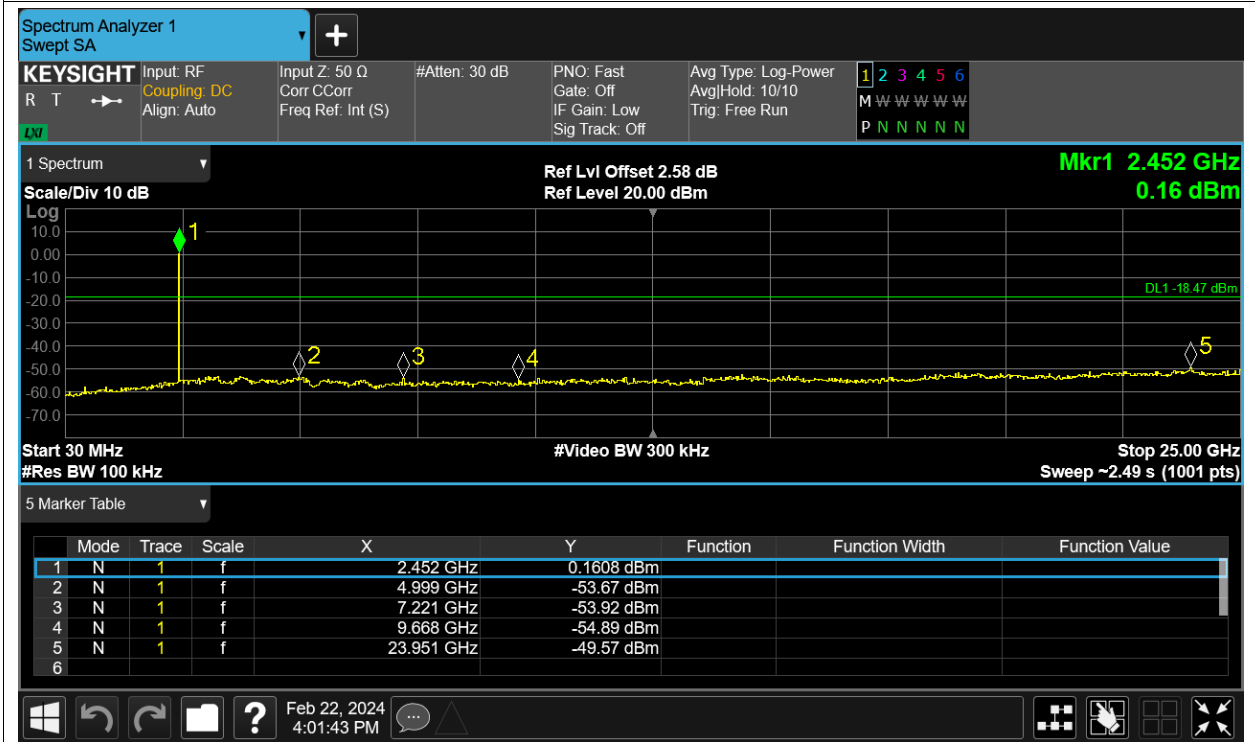 Spectrum Analyzer 1
Swept SA
KEYSIGHT
R T
LXI
Input: RF
Coupling: DC
Align: Auto
Input Z: 50 Ω
Corr CCorr
Freq Ref: Int (S)
#Atten: 30 dB
PNO: Fast
Gate: Off
IF Gain: Low
Sig Track: Off
Avg Type: Log-Power
Avg|Hold: 10/10
Trig: Free Run
1 2 3 4 5 6
M W W W W W
P N N N N N
1 Spectrum
Scale/Div 10 dB
Ref Lvl Offset 2.58 dB
Ref Level 20.00 dBm
Mkr1 2.452 GHz
0.16 dBm
Log
10.0
0.00
-10.0
-20.0
-30.0
-40.0
-50.0
-60.0
-70.0
1
2
3
4
5
DL1 -18.47 dBm
Start 30 MHz
#Video BW 300 kHz
Stop 25.00 GHz
#Res BW 100 kHz
Sweep ~2.49 s (1001 pts)
5 Marker Table
Mode Trace Scale X Y Function Function Width Function Value
1 N 1 f 2.452 GHz 0.1608 dBm
2 N 1 f 4.999 GHz -53.67 dBm
3 N 1 f 7.221 GHz -53.92 dBm
4 N 1 f 9.668 GHz -54.89 dBm
5 N 1 f 23.951 GHz -49.57 dBm
6
?
Feb 22, 2024
4:01:43 PM